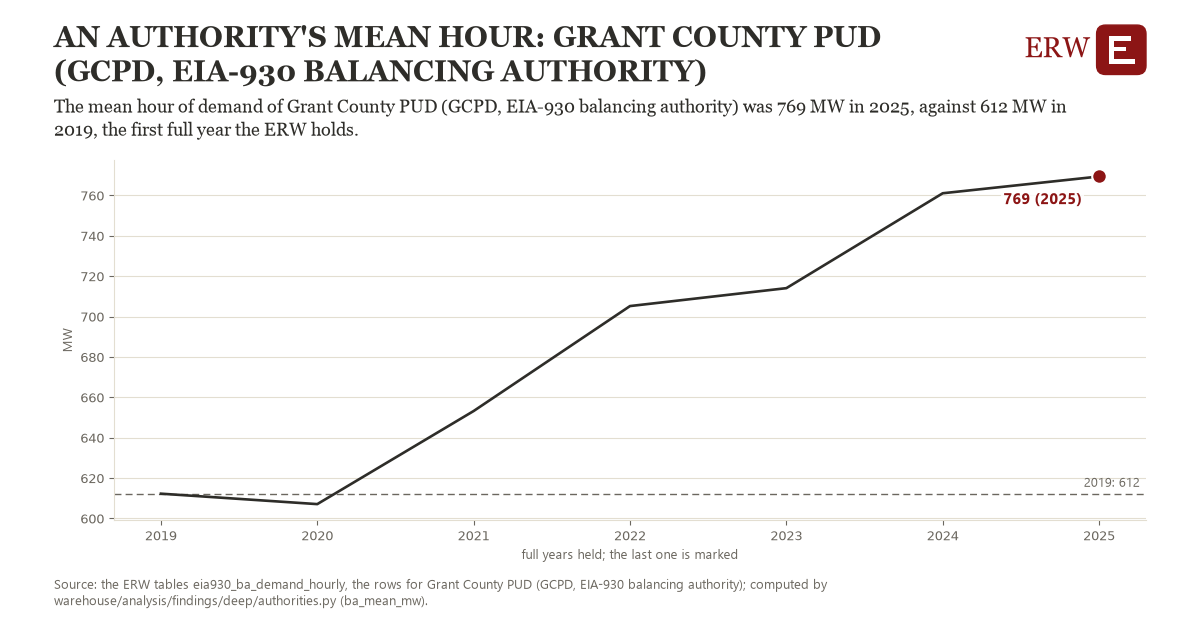 AN AUTHORITY'S MEAN HOUR: GRANT COUNTY PUD
(GCPD, EIA-930 BALANCING AUTHORITY)
ERW E
The mean hour of demand of Grant County PUD (GCPD, EIA-930 balancing authority) was 769 MW in 2025, against 612 MW in
2019, the first full year the ERW holds.
760
740
720
700
680
660
640
620
600
MW
769 (2025)
2019: 612
2019 2020 2021 2022 2023 2024 2025
full years held; the last one is marked
Source: the ERW tables eia930_ba_demand_hourly, the rows for Grant County PUD (GCPD, EIA-930 balancing authority); computed by
warehouse/analysis/findings/deep/authorities.py (ba_mean_mw).